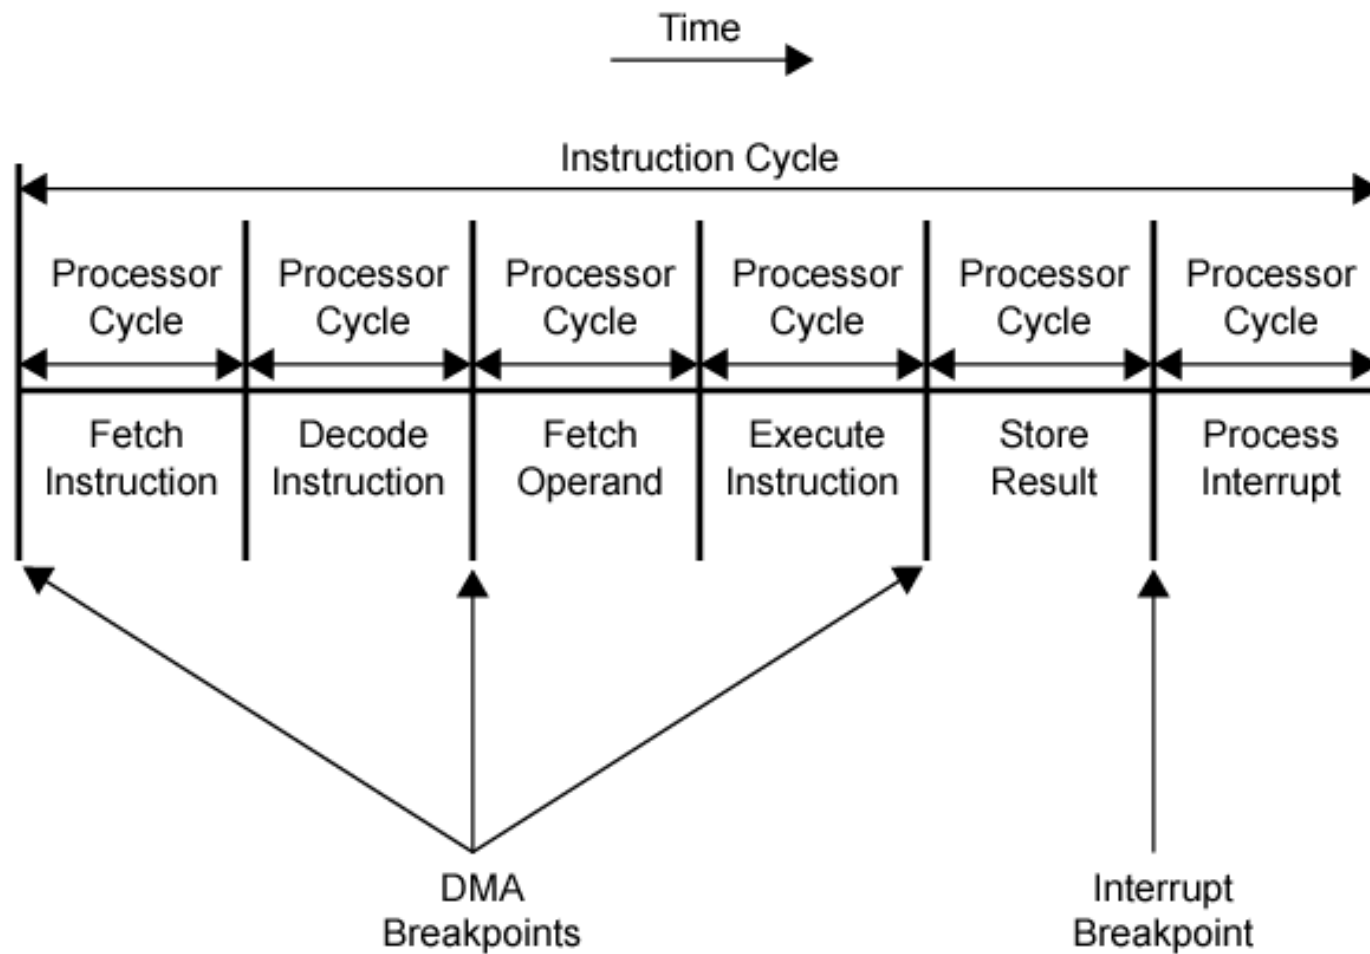 Time
Instruction Cycle
Processor Processor Processor Processor Processor Processor
Cycle Cycle Cycle Cycle Cycle Cycle
Fetch Decode Fetch Execute Store Process
Instruction Instruction Operand Instruction Result Interrupt
DMA Interrupt
Breakpoints Breakpoint